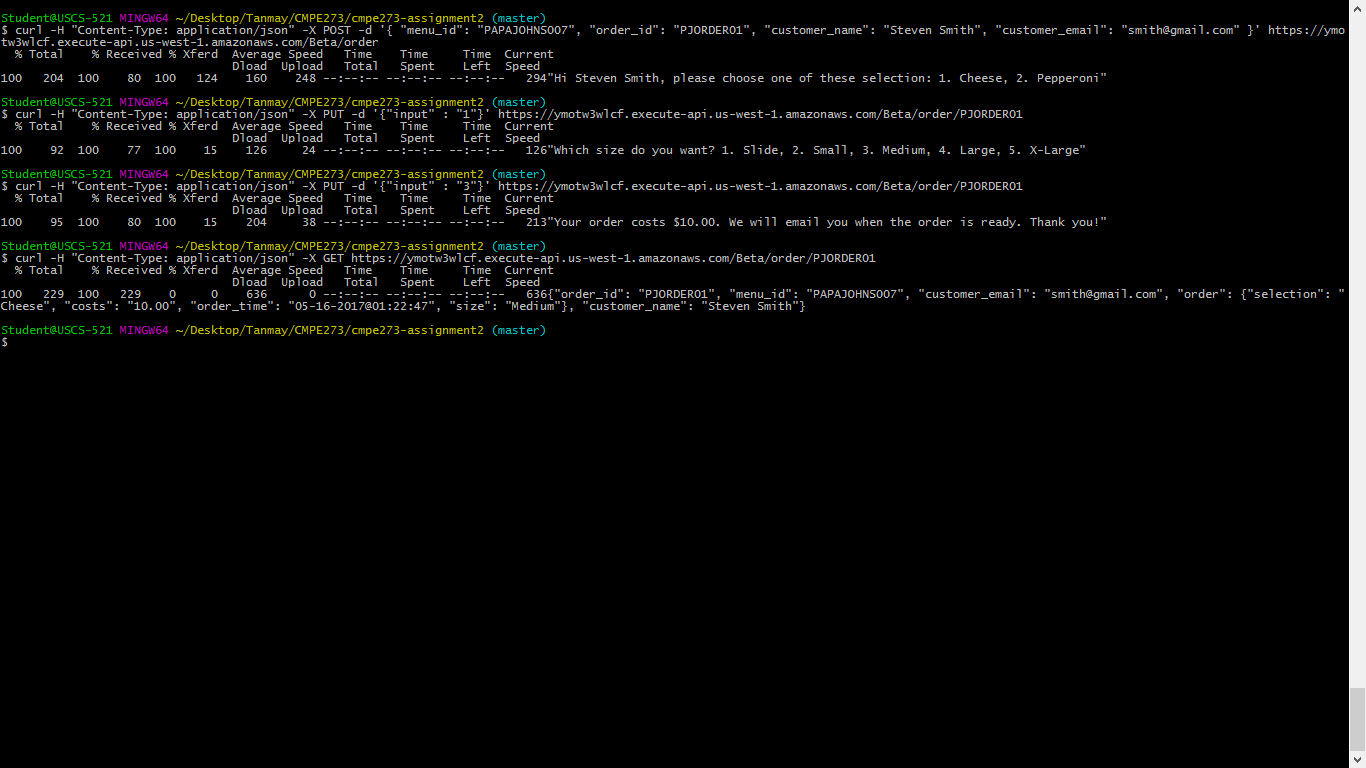 Student@USCS-521 MINGW64 ~/Desktop/Tanmay/CMPE273/cmpe273-assignment2 (master)
$ curl -H "Content-Type: application/json" -X POST -d '{ "menu_id": "PAPAJOHNS007", "order_id": "PJORDER01", "customer_name": "Steven Smith", "customer_email": "smith@gmail.com" }' https://ymo
tw3wlcf.execute-api.us-west-1.amazonaws.com/Beta/order
  % Total    % Received % Xferd  Average Speed   Time    Time     Time  Current
                                 Dload  Upload   Total   Spent    Left  Speed
100   204  100    80  100   124    160    248 --:--:-- --:--:-- --:--:--   294"Hi Steven Smith, please choose one of these selection: 1. Cheese, 2. Pepperoni"
Student@USCS-521 MINGW64 ~/Desktop/Tanmay/CMPE273/cmpe273-assignment2 (master)
$ curl -H "Content-Type: application/json" -X PUT -d '{"input" : "1"}' https://ymotw3wlcf.execute-api.us-west-1.amazonaws.com/Beta/order/PJORDER01
  % Total    % Received % Xferd  Average Speed   Time    Time     Time  Current
                                 Dload  Upload   Total   Spent    Left  Speed
100    92  100    77  100    15    126     24 --:--:-- --:--:-- --:--:--   126"Which size do you want? 1. Slide, 2. Small, 3. Medium, 4. Large, 5. X-Large"
Student@USCS-521 MINGW64 ~/Desktop/Tanmay/CMPE273/cmpe273-assignment2 (master)
$ curl -H "Content-Type: application/json" -X PUT -d '{"input" : "3"}' https://ymotw3wlcf.execute-api.us-west-1.amazonaws.com/Beta/order/PJORDER01
  % Total    % Received % Xferd  Average Speed   Time    Time     Time  Current
                                 Dload  Upload   Total   Spent    Left  Speed
100    95  100    80  100    15    204     38 --:--:-- --:--:-- --:--:--   213"Your order costs $10.00. We will email you when the order is ready. Thank you!"
Student@USCS-521 MINGW64 ~/Desktop/Tanmay/CMPE273/cmpe273-assignment2 (master)
$ curl -H "Content-Type: application/json" -X GET https://ymotw3wlcf.execute-api.us-west-1.amazonaws.com/Beta/order/PJORDER01
  % Total    % Received % Xferd  Average Speed   Time    Time     Time  Current
                                 Dload  Upload   Total   Spent    Left  Speed
100   229  100   229    0     0    636      0 --:--:-- --:--:-- --:--:--   636{"order_id": "PJORDER01", "menu_id": "PAPAJOHNS007", "customer_email": "smith@gmail.com", "order": {"selection": "
Cheese", "costs": "10.00", "order_time": "05-16-2017@01:22:47", "size": "Medium"}, "customer_name": "Steven Smith"}
Student@USCS-521 MINGW64 ~/Desktop/Tanmay/CMPE273/cmpe273-assignment2 (master)
$